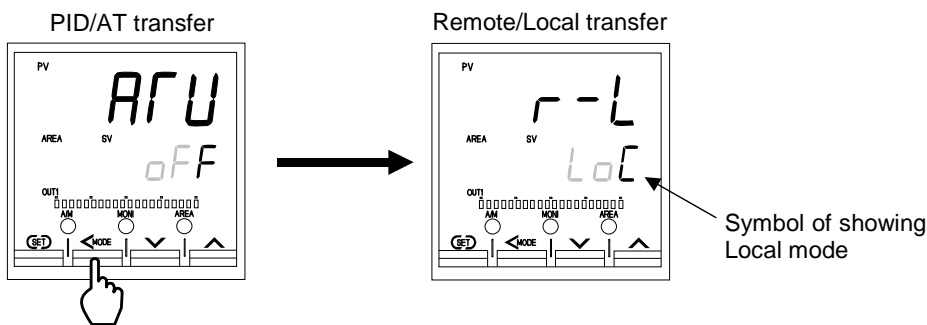 PID/AT transfer
Remote/Local transfer
PV
ATU
AREA SV
oFF
OUT1
A/M MONI AREA
SET <MODE
PV
r-L
AREA SV
LoC
OUT1
A/M MONI AREA
SET <MODE
Symbol of showing
Local mode